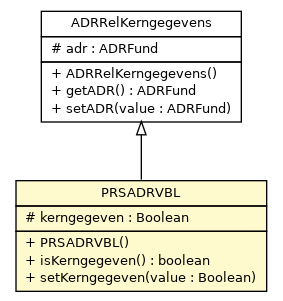 ADRRelKerngegevens
# adr : ADRFund
+ ADRRelKerngegevens()
+ getADR() : ADRFund
+ setADR(value : ADRFund)
PRSADRVBL
# kerngegeven : Boolean
+ PRSADRVBL()
+ isKerngegeven() : boolean
+ setKerngegeven(value : Boolean)